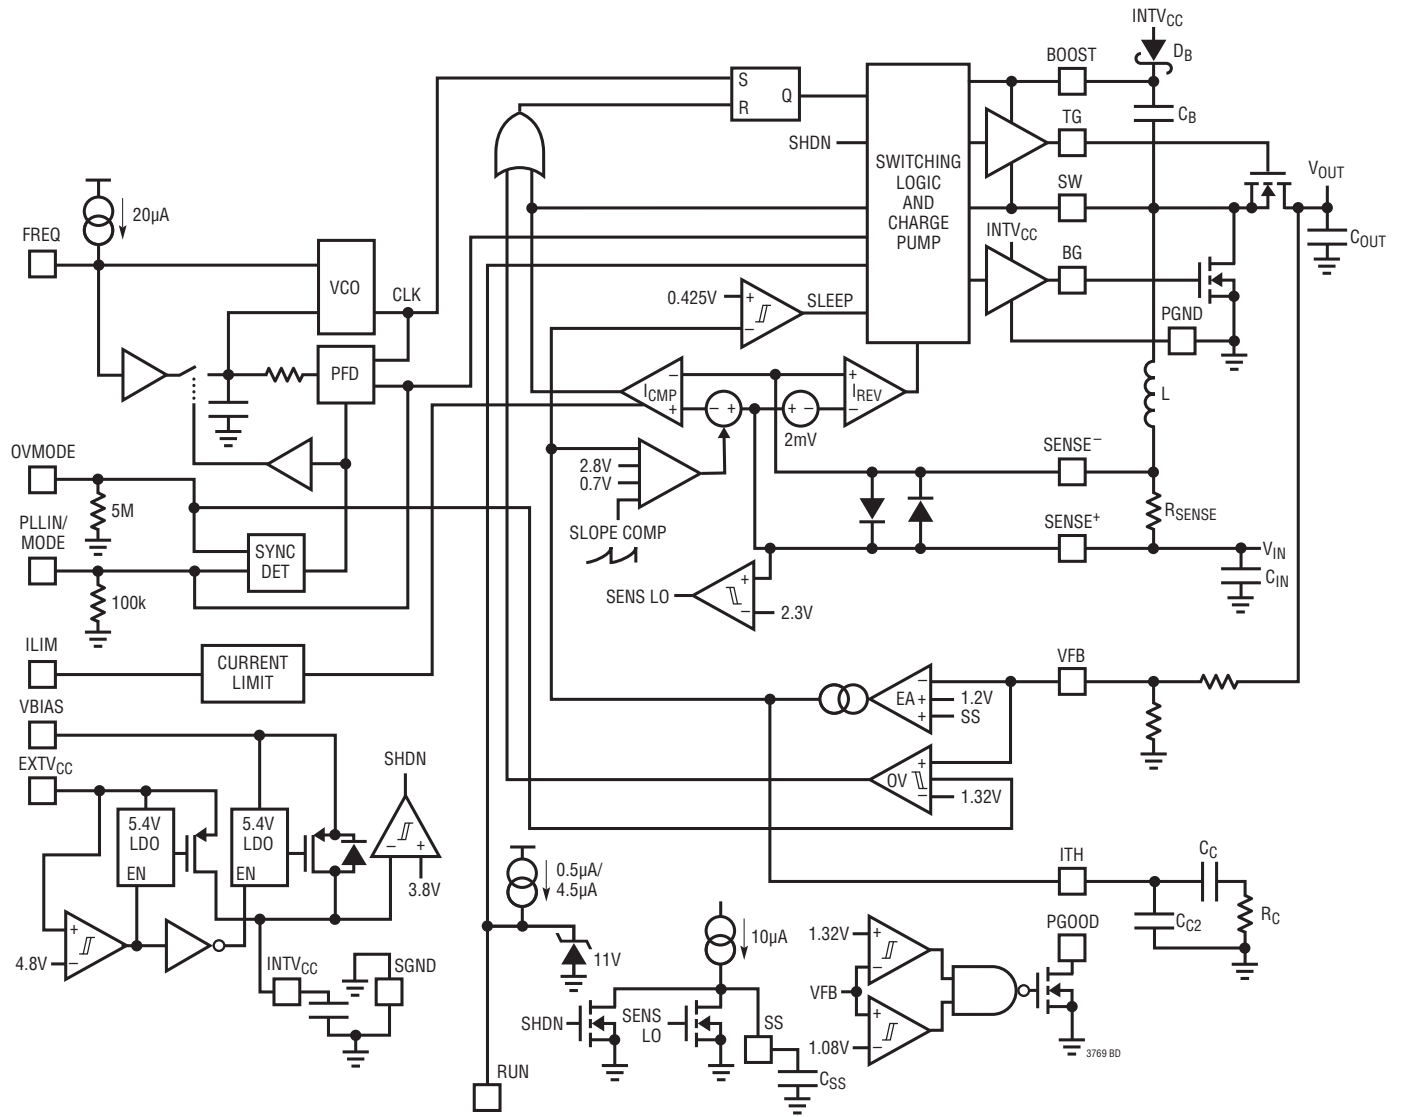 INTVCC
DB
BOOST
CB
S
R
Q
TG
SHDN
SWITCHING
LOGIC
AND
CHARGE
PUMP
SW
VOUT
COUT
20µA
FREQ
VCO
CLK
INTVCC
BG
PGND
0.425V
+
–
SLEEP
PFD
ICMP
–
+
– +
+ –
2mV
IREV
+
–
L
OVMODE
5M
2.8V
0.7V
SLOPE COMP
SENSE–
RSENSE
SENSE+
VIN
CIN
PLLIN/
MODE
SYNC
DET
100k
SENS LO
+
–
2.3V
ILIM
CURRENT
LIMIT
VFB
EA
–
+
+
1.2V
SS
VBIAS
EXTVCC
SHDN
OV
+
–
1.32V
5.4V
LDO
EN
5.4V
LDO
EN
– +
3.8V
0.5µA/
4.5µA
ITH
CC
CC2
RC
+
–
4.8V
INTVCC
SGND
11V
10µA
1.32V
+
–
VFB
+
–
1.08V
PGOOD
SHDN
SENS
LO
SS
CSS
RUN
3769 BD